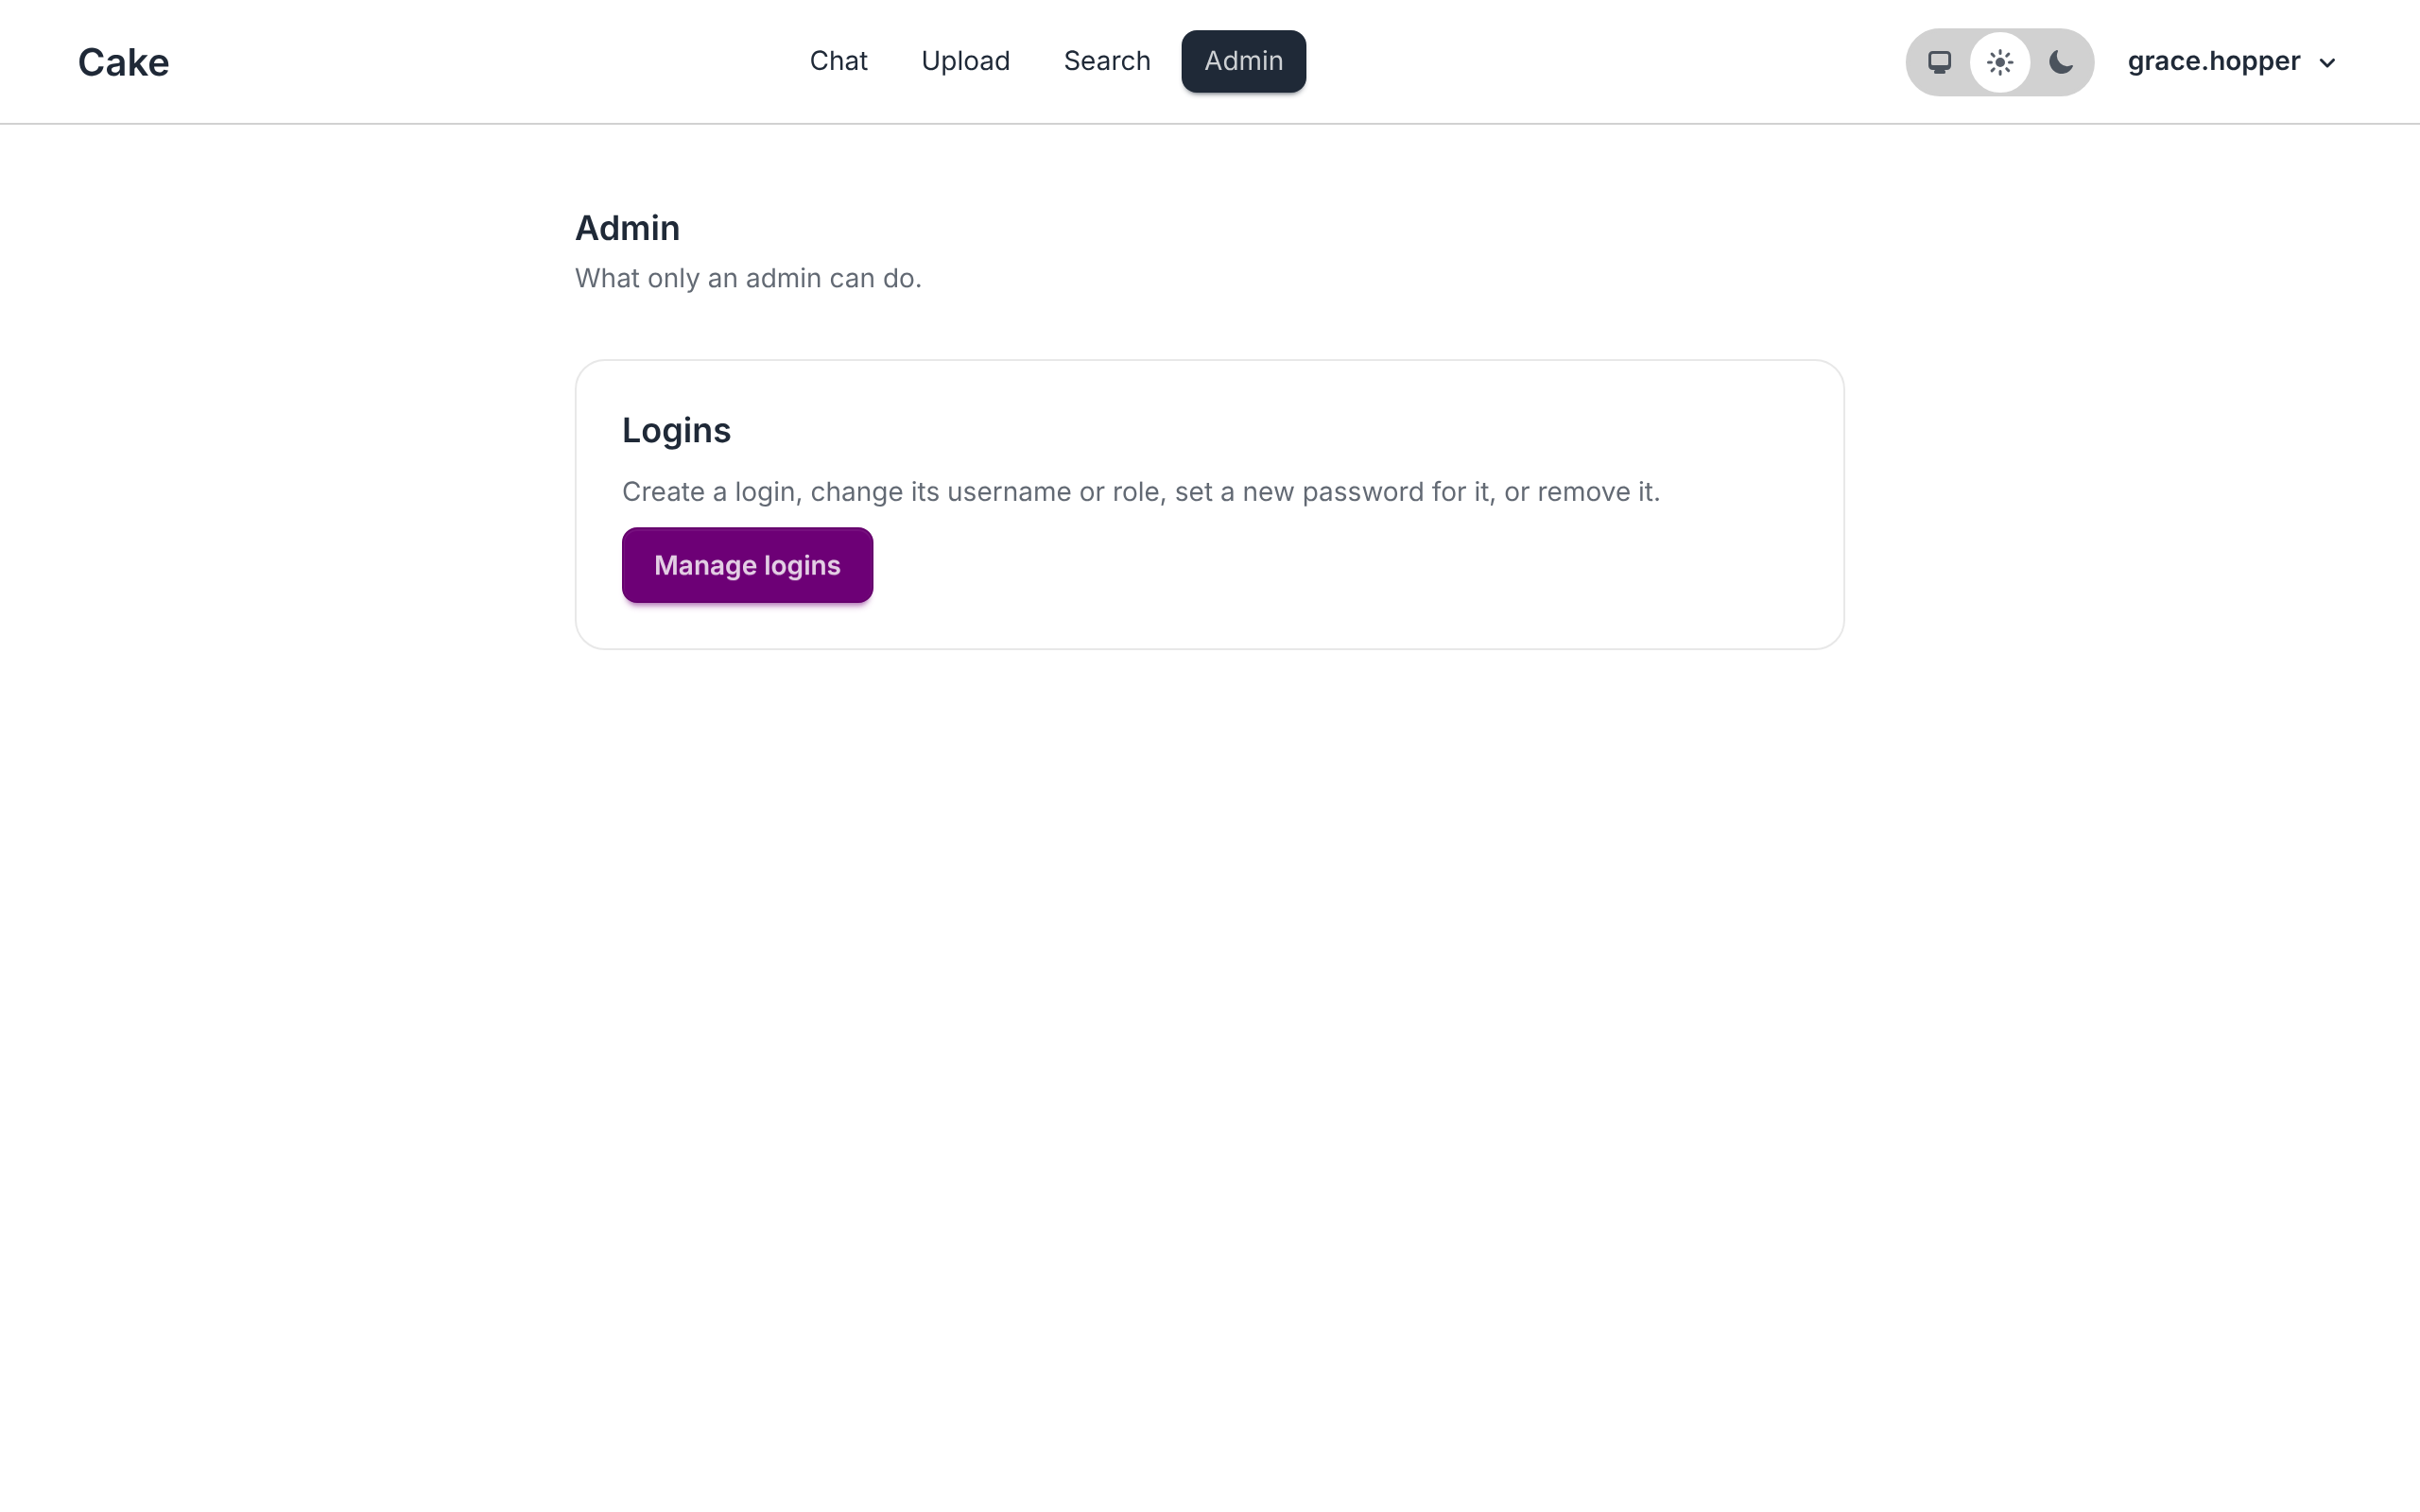 Cake
Chat
Upload
Search
Admin
grace.hopper
Admin
What only an admin can do.
Logins
Create a login, change its username or role, set a new password for it, or remove it.
Manage logins